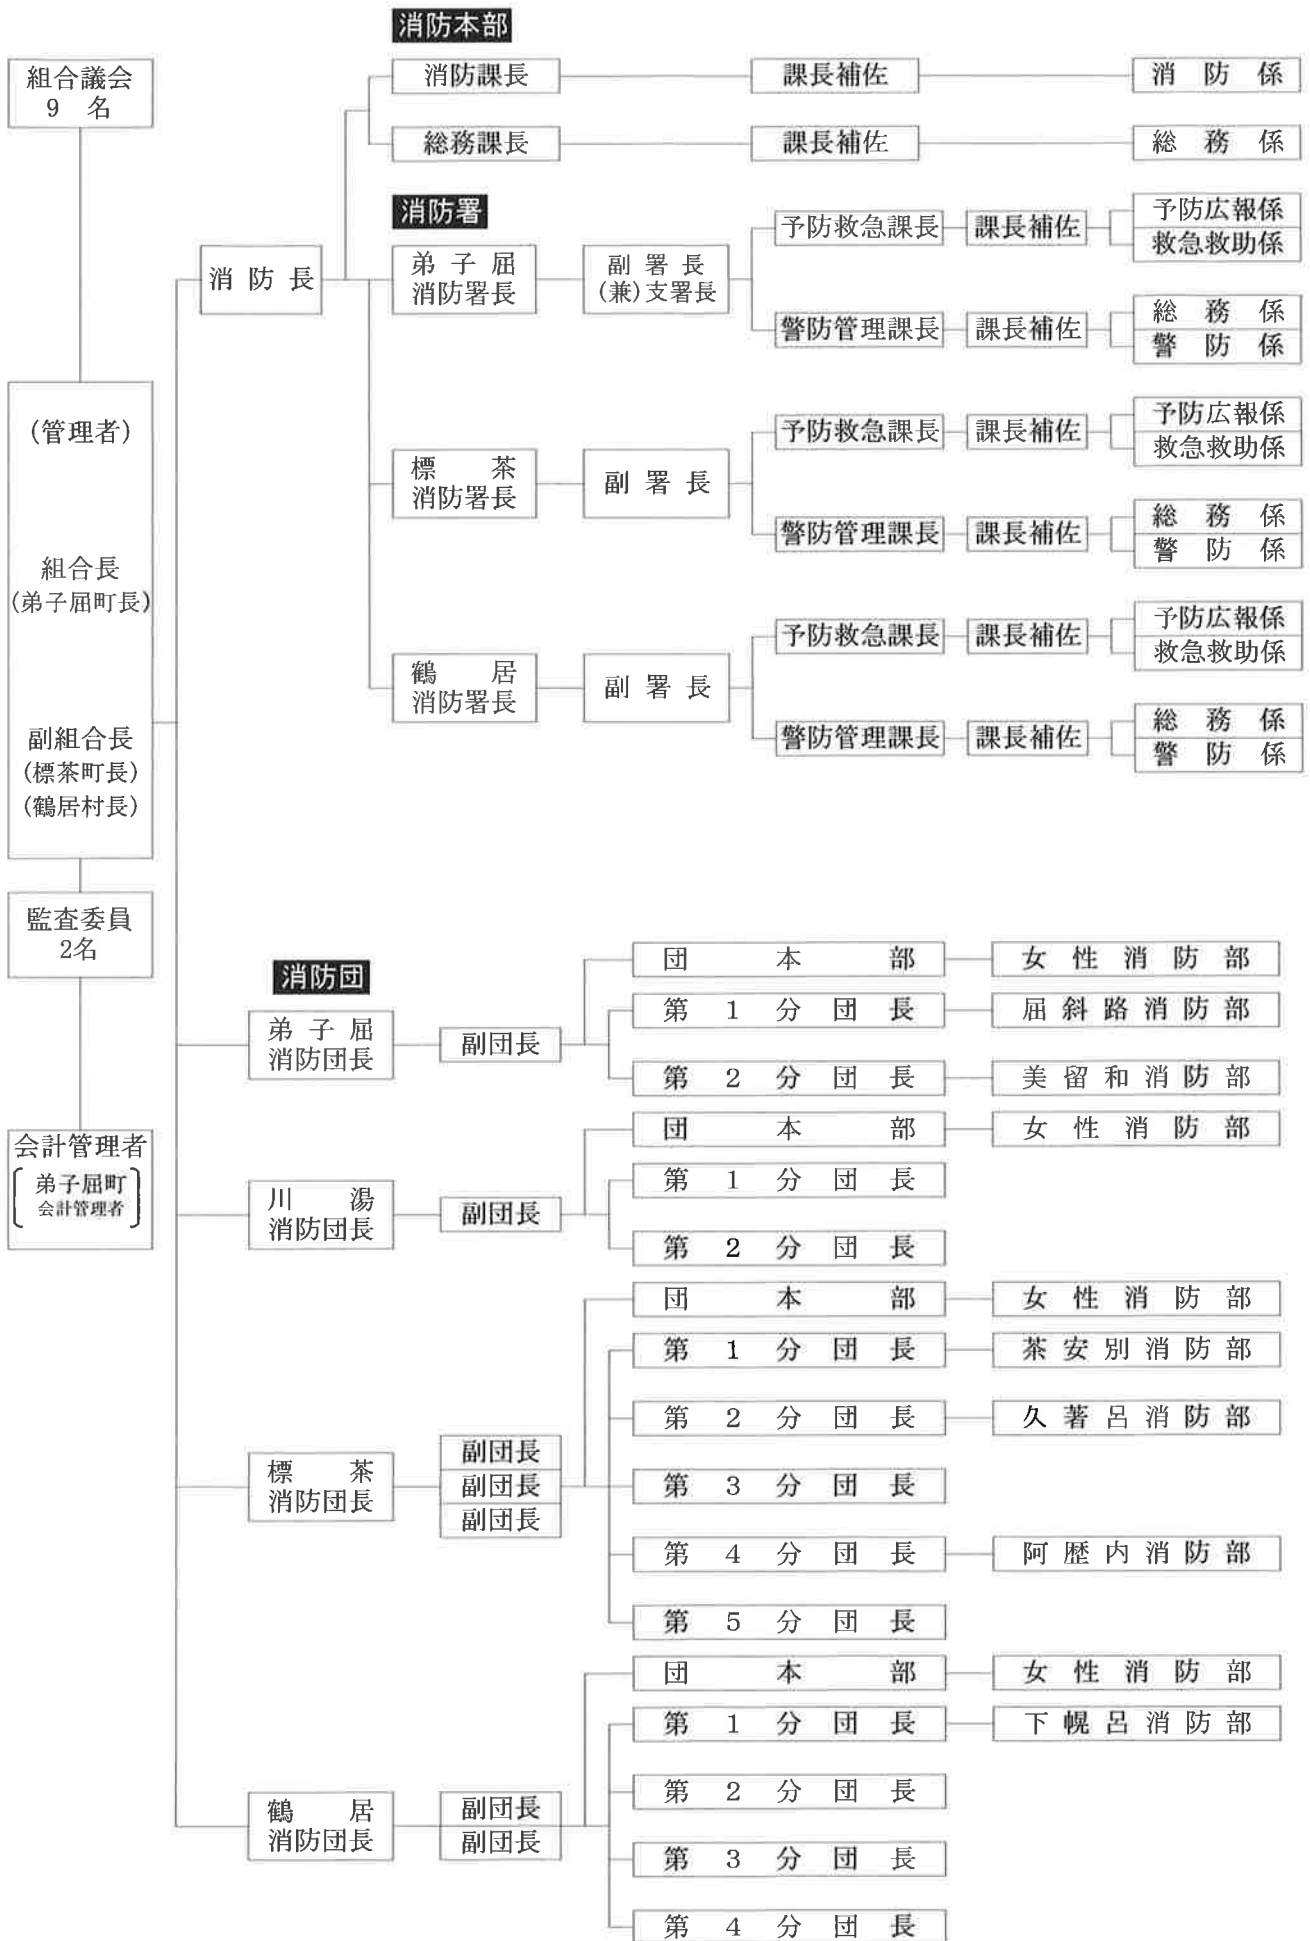 組合議会
9 名
(管理者)
組合長
(弟子屈町長)
副組合長
(標茶町長)
(鶴居村長)
監査委員
2名
会計管理者
弟子屈町
会計管理者
消防長
消防本部
消防課長 課長補佐 消防係
総務課長 課長補佐 総務係
消防署
弟子屈
消防署長
副署長
(兼)支署長
予防救急課長 課長補佐
予防広報係
救急救助係
警防管理課長 課長補佐
総務係
警防係
標茶
消防署長
副署長
予防救急課長 課長補佐
予防広報係
救急救助係
警防管理課長 課長補佐
総務係
警防係
鶴居
消防署長
副署長
予防救急課長 課長補佐
予防広報係
救急救助係
警防管理課長 課長補佐
総務係
警防係
消防団
弟子屈
消防団長
副団長
団本部 女性消防部
第1分団長 屈斜路消防部
第2分団長 美留和消防部
川湯
消防団長
副団長
団本部 女性消防部
第1分団長
第2分団長
標茶
消防団長
副団長
副団長
副団長
団本部 女性消防部
第1分団長 茶安別消防部
第2分団長 久著呂消防部
第3分団長
第4分団長 阿歴内消防部
第5分団長
鶴居
消防団長
副団長
副団長
団本部 女性消防部
第1分団長 下幌呂消防部
第2分団長
第3分団長
第4分団長